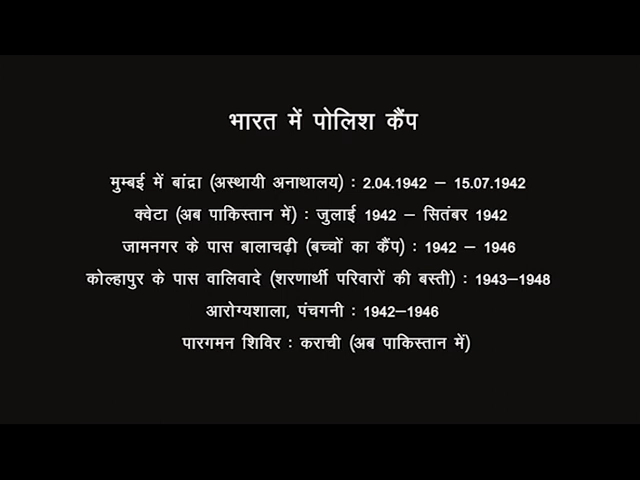 भारत में पोलिश कैंप
मुम्बई में बांद्रा (अस्थायी अनाथालय) : 2.04.1942 – 15.07.1942
क्वेटा (अब पाकिस्तान में) : जुलाई 1942 – सितंबर 1942
जामनगर के पास बालाचढ़ी (बच्चों का कैंप) : 1942 – 1946
कोल्हापुर के पास वालिवादे (शरणार्थी परिवारों की बस्ती) : 1943–1948
आरोग्यशाला, पंचगनी : 1942–1946
पारगमन शिविर : कराची (अब पाकिस्तान में)